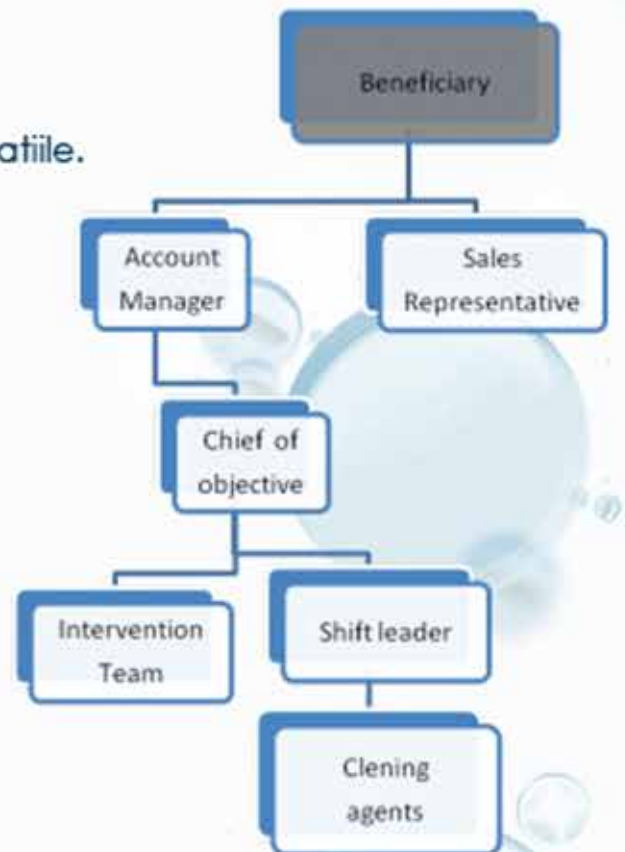 Beneficiary
atiile.
Account
Manager
Sales
Representative
Chief of
objective
Intervention
Team
Shift leader
Clening
agents